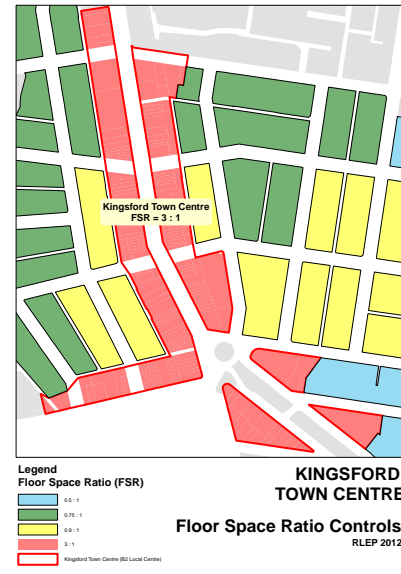 Kingsford Town Centre
FSR = 3 : 1
Legend
Floor Space Ratio (FSR)
0.5 : 1
0.75 : 1
0.9 : 1
3 : 1
Kingsford Town Centre (B2 Local Centre)
KINGSFORD
TOWN CENTRE
Floor Space Ratio Controls
RLEP 2012